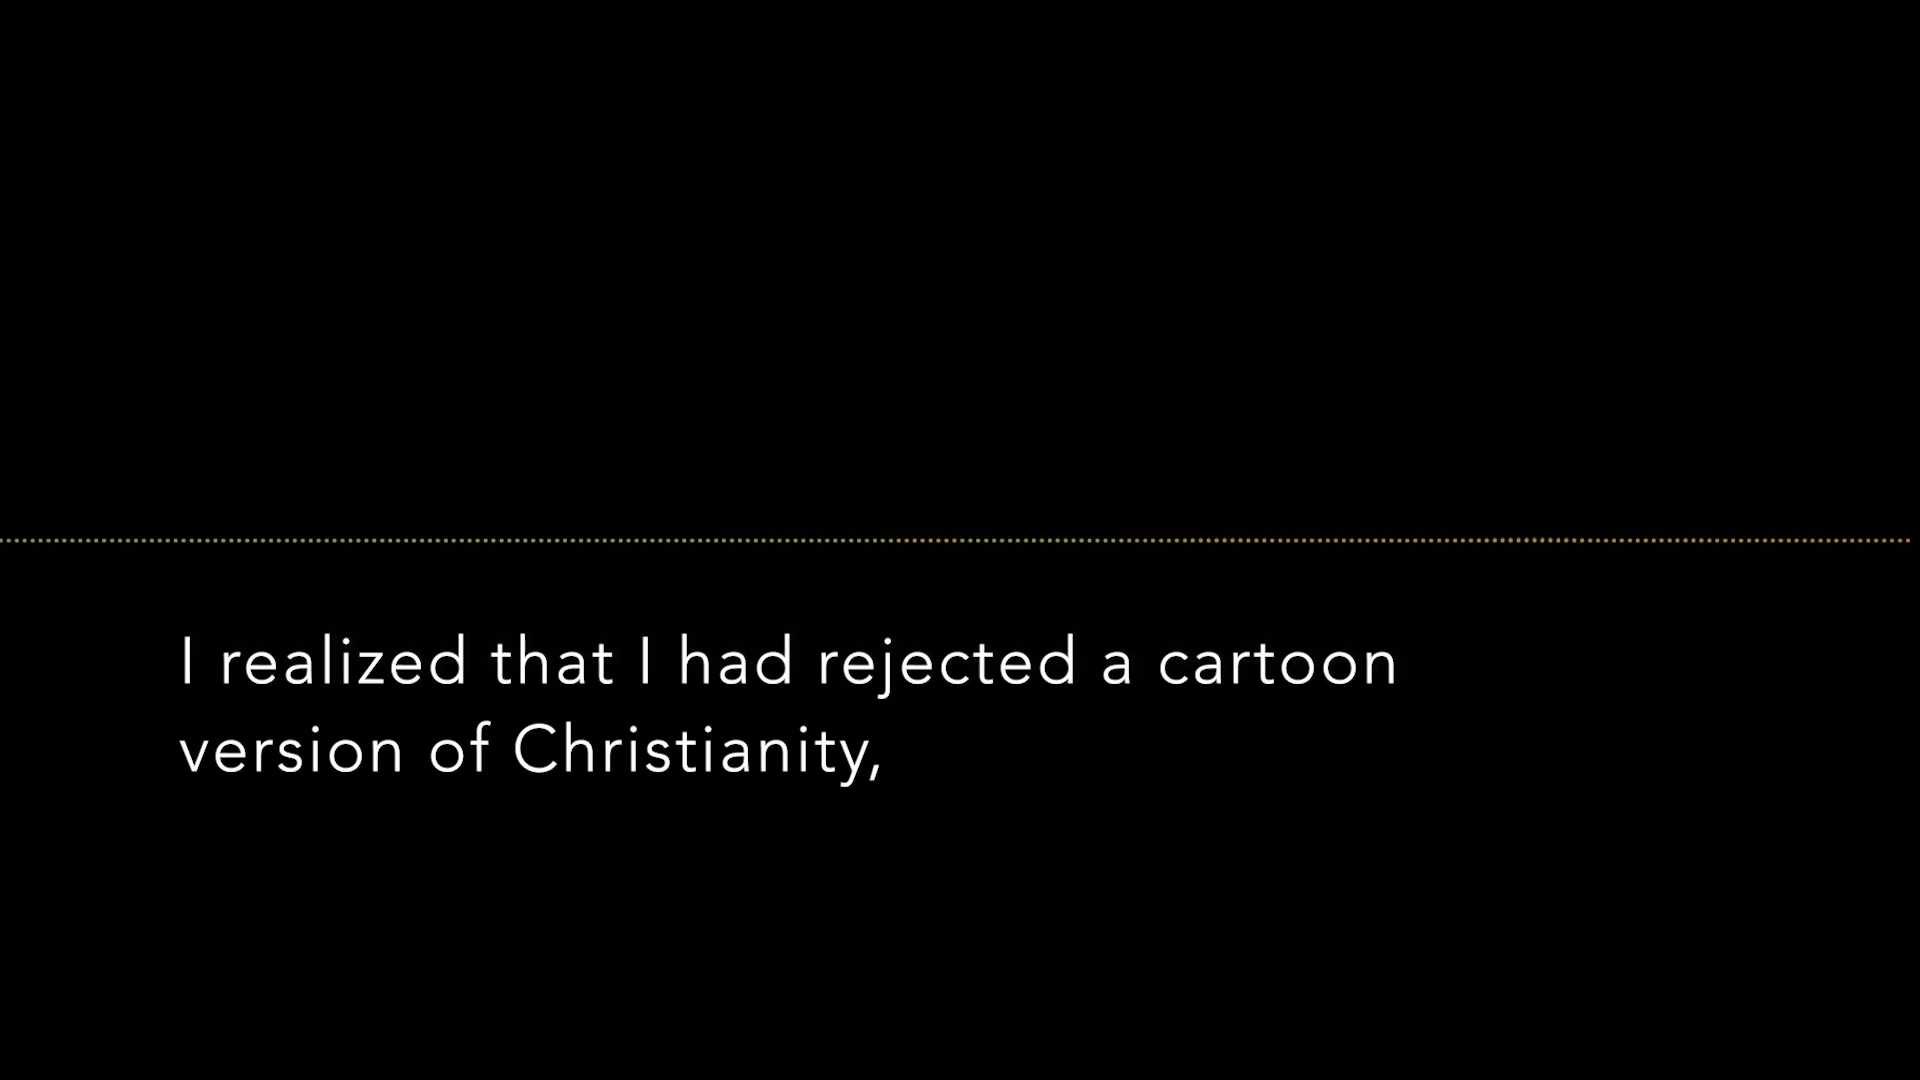 I realized that I had rejected a cartoon
version of Christianity,